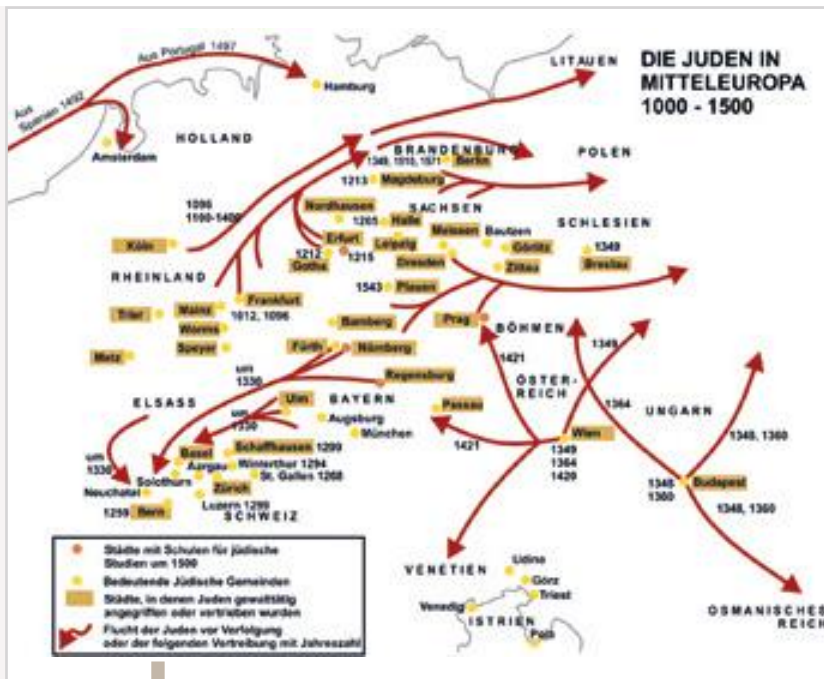 DIE JUDEN IN
MITTELEUROPA
1000 - 1500
Aus Portugal 1497
Aus
Spanien 1492
Hamburg
LITAUEN
HOLLAND
Amsterdam
BRANDENBURG
1349, 1510, 1571
Berlin
POLEN
1213
Magdeburg
1096
1100-1400
Nordhausen
SACHSEN
1265
Halle
Meissen
Bautzen
SCHLESIEN
Köln
Erfurt
1212
1315
Leipzig
Görlitz
1349
Gotha
Dresden
Zittau
Breslau
RHEINLAND
1543
Plauen
Mainz
Frankfurt
1012, 1096
Trier
Worms
Bamberg
Prag
BÖHMEN
Metz
Speyer
Fürth
Nürnberg
1421
1349
um
1330
Regensburg
ÖSTER-
REICH
ELSASS
Ulm
BAYERN
1364
UNGARN
um
1330
Augsburg
Passau
München
1421
Wien
1349
1364
1420
1348, 1360
Basel
Schaffhausen 1299
um
1330
Aargau
Winterthur 1294
Solothurn
St. Gallen 1268
1348
1360
Budapest
Neuchatel
Zürich
1348, 1360
1259
Bern
Luzern 1299
SCHWEIZ
Städte mit Schulen für jüdische
Studien um 1500
Bedeutende Jüdische Gemeinden
Städte, in denen Juden gewalttätig
angegriffen oder vertrieben wurden
Flucht der Juden vor Verfolgung
oder der folgenden Vertreibung mit Jahreszahl
VENETIEN
Udine
Görz
Triest
Venedig
ISTRIEN
Pola
OSMANISCHES
REICH